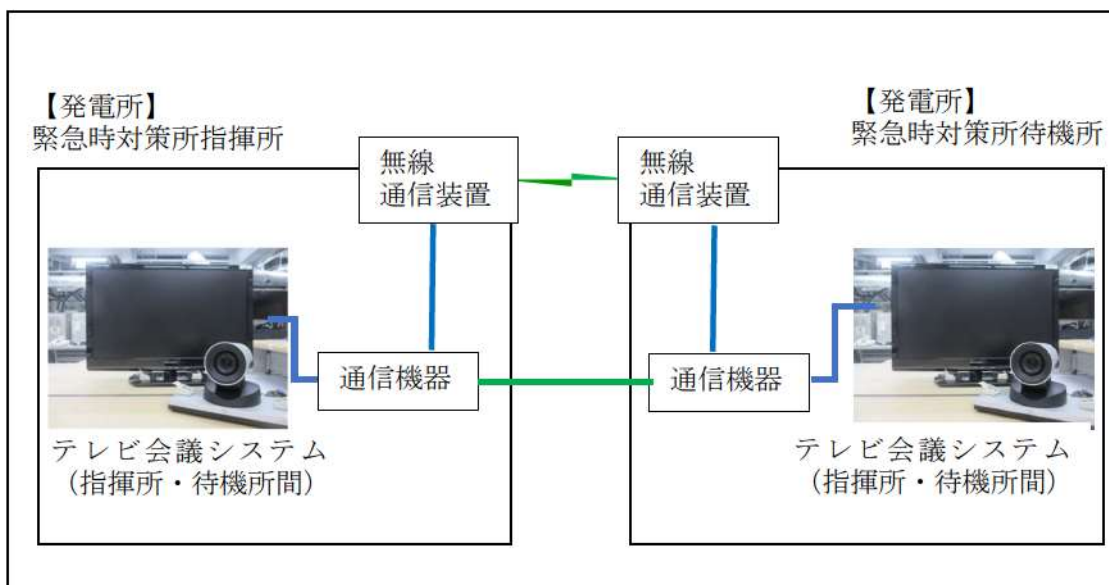 【発電所】
緊急時対策所指揮所
無線
通信装置
通信機器
テレビ会議システム
(指揮所・待機所間)
【発電所】
緊急時対策所待機所
無線
通信装置
通信機器
テレビ会議システム
(指揮所・待機所間)